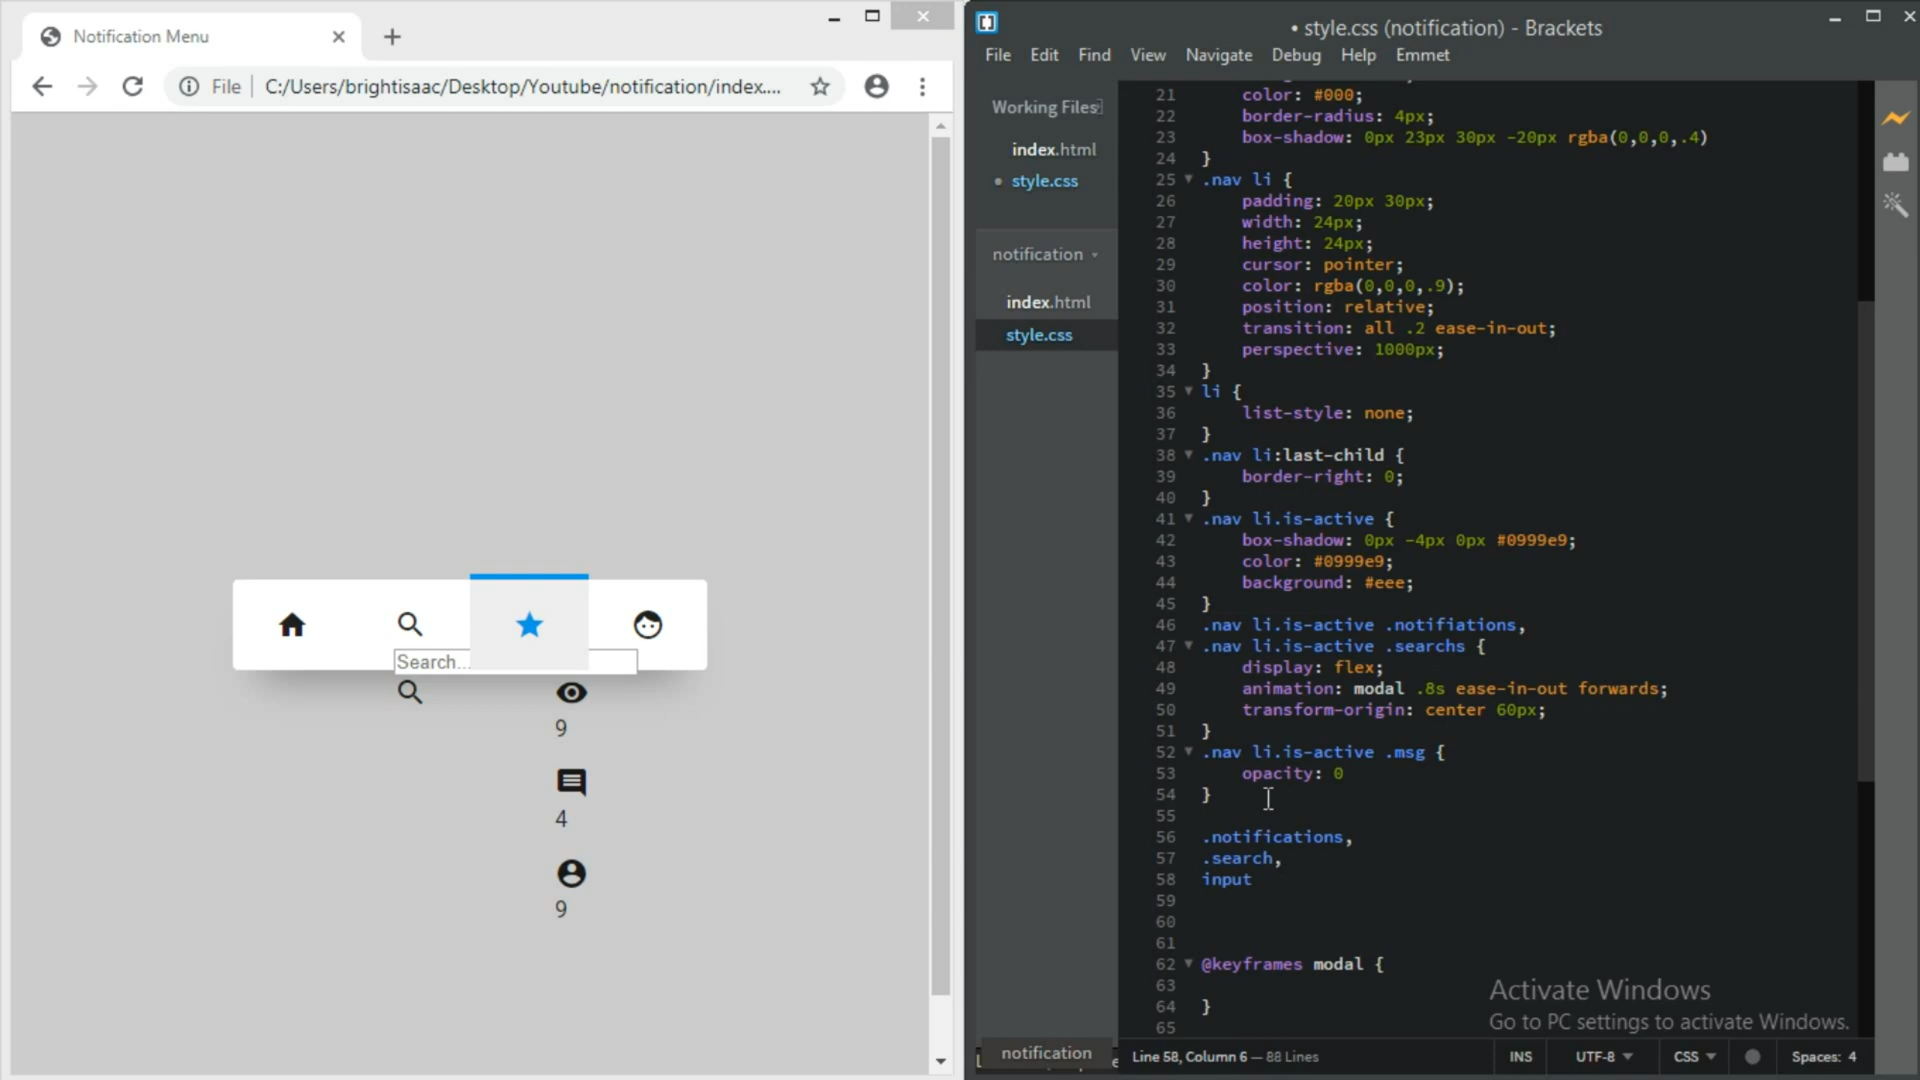 Notification Menu
File C:/Users/brightisaac/Desktop/Youtube/notification/index....
Search...
9
4
9
• style.css (notification) - Brackets
File Edit Find View Navigate Debug Help Emmet
Working Files
index.html
style.css
notification
index.html
style.css
21 color: #000;
22 border-radius: 4px;
23 box-shadow: 0px 23px 30px -20px rgba(0,0,0,.4)
24 }
25 .nav li {
26 padding: 20px 30px;
27 width: 24px;
28 height: 24px;
29 cursor: pointer;
30 color: rgba(0,0,0,.9);
31 position: relative;
32 transition: all .2 ease-in-out;
33 perspective: 1000px;
34 }
35 li {
36 list-style: none;
37 }
38 .nav li:last-child {
39 border-right: 0;
40 }
41 .nav li.is-active {
42 box-shadow: 0px -4px 0px #0999e9;
43 color: #0999e9;
44 background: #eee;
45 }
46 .nav li.is-active .notifiations,
47 .nav li.is-active .searchs {
48 display: flex;
49 animation: modal .8s ease-in-out forwards;
50 transform-origin: center 60px;
51 }
52 .nav li.is-active .msg {
53 opacity: 0
54 }
55
56 .notifications,
57 .search,
58 input
59
60
61
62 @keyframes modal {
63
64 }
65
Activate Windows
Go to PC settings to activate Windows.
notification
Line 58, Column 6 — 88 Lines
INS UTF-8 CSS Spaces: 4